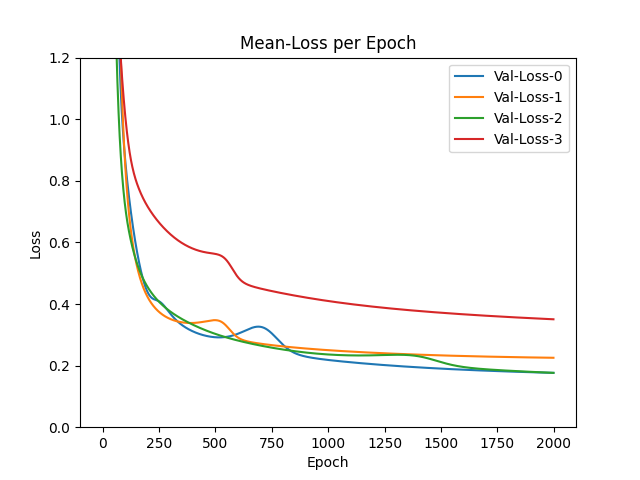 Mean-Loss per Epoch
Val-Loss-0
Val-Loss-1
Val-Loss-2
Val-Loss-3
Loss
1.2
1.0
0.8
0.6
0.4
0.2
0.0
0 250 500 750 1000 1250 1500 1750 2000
Epoch